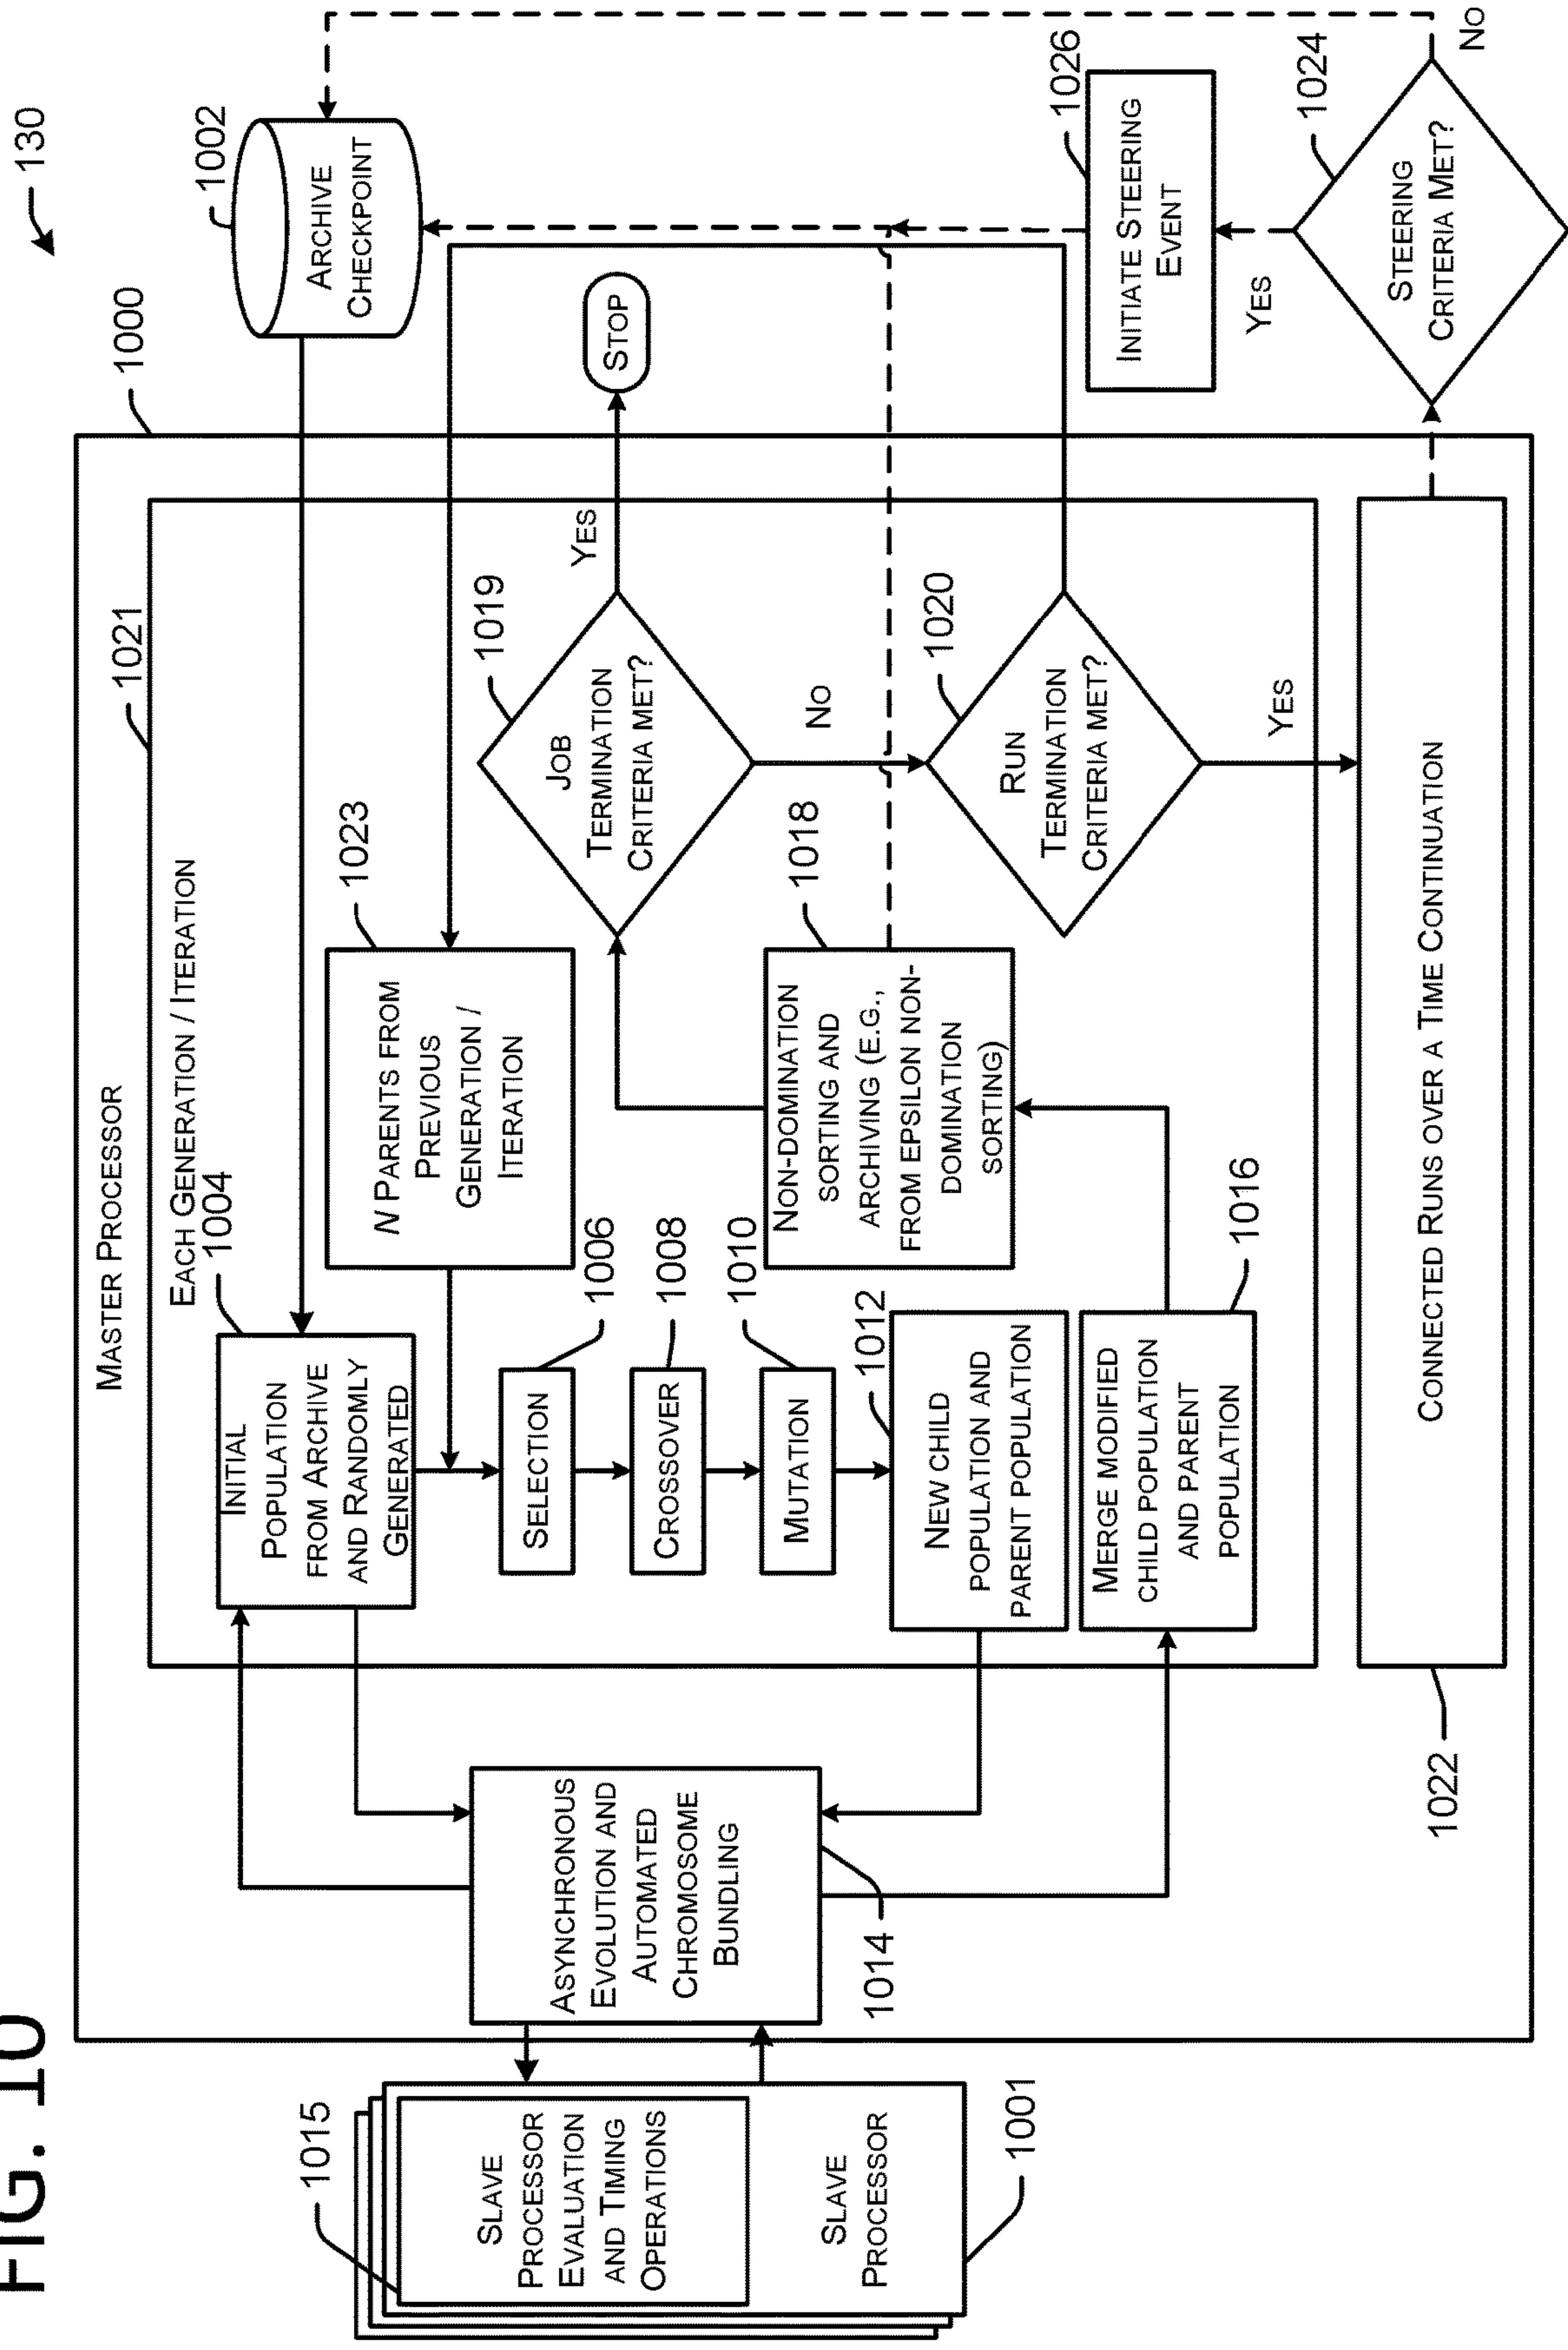 FIG. 10
130
MASTER PROCESSOR
1000
EACH GENERATION / ITERATION
1021
1004
INITIAL
POPULATION
FROM ARCHIVE
AND RANDOMLY
GENERATED
1002
ARCHIVE
CHECKPOINT
N PARENTS FROM
PREVIOUS
GENERATION /
ITERATION
1023
SELECTION
1006
CROSSOVER
1008
MUTATION
1010
NEW CHILD
POPULATION AND
PARENT POPULATION
1012
MERGE MODIFIED
CHILD POPULATION
AND PARENT
POPULATION
1016
NON-DOMINATION
SORTING AND
ARCHIVING (E.G.,
FROM EPSILON NON-
DOMINATION
SORTING)
1018
JOB
TERMINATION
CRITERIA MET?
1019
YES
STOP
NO
RUN
TERMINATION
CRITERIA MET?
1020
YES
CONNECTED RUNS OVER A TIME CONTINUATION
1022
STEERING
CRITERIA MET?
1024
NO
YES
INITIATE STEERING
EVENT
1026
ASYNCHRONOUS
EVOLUTION AND
AUTOMATED
CHROMOSOME
BUNDLING
1014
1015
SLAVE
PROCESSOR
EVALUATION
AND TIMING
OPERATIONS
SLAVE
PROCESSOR
1001